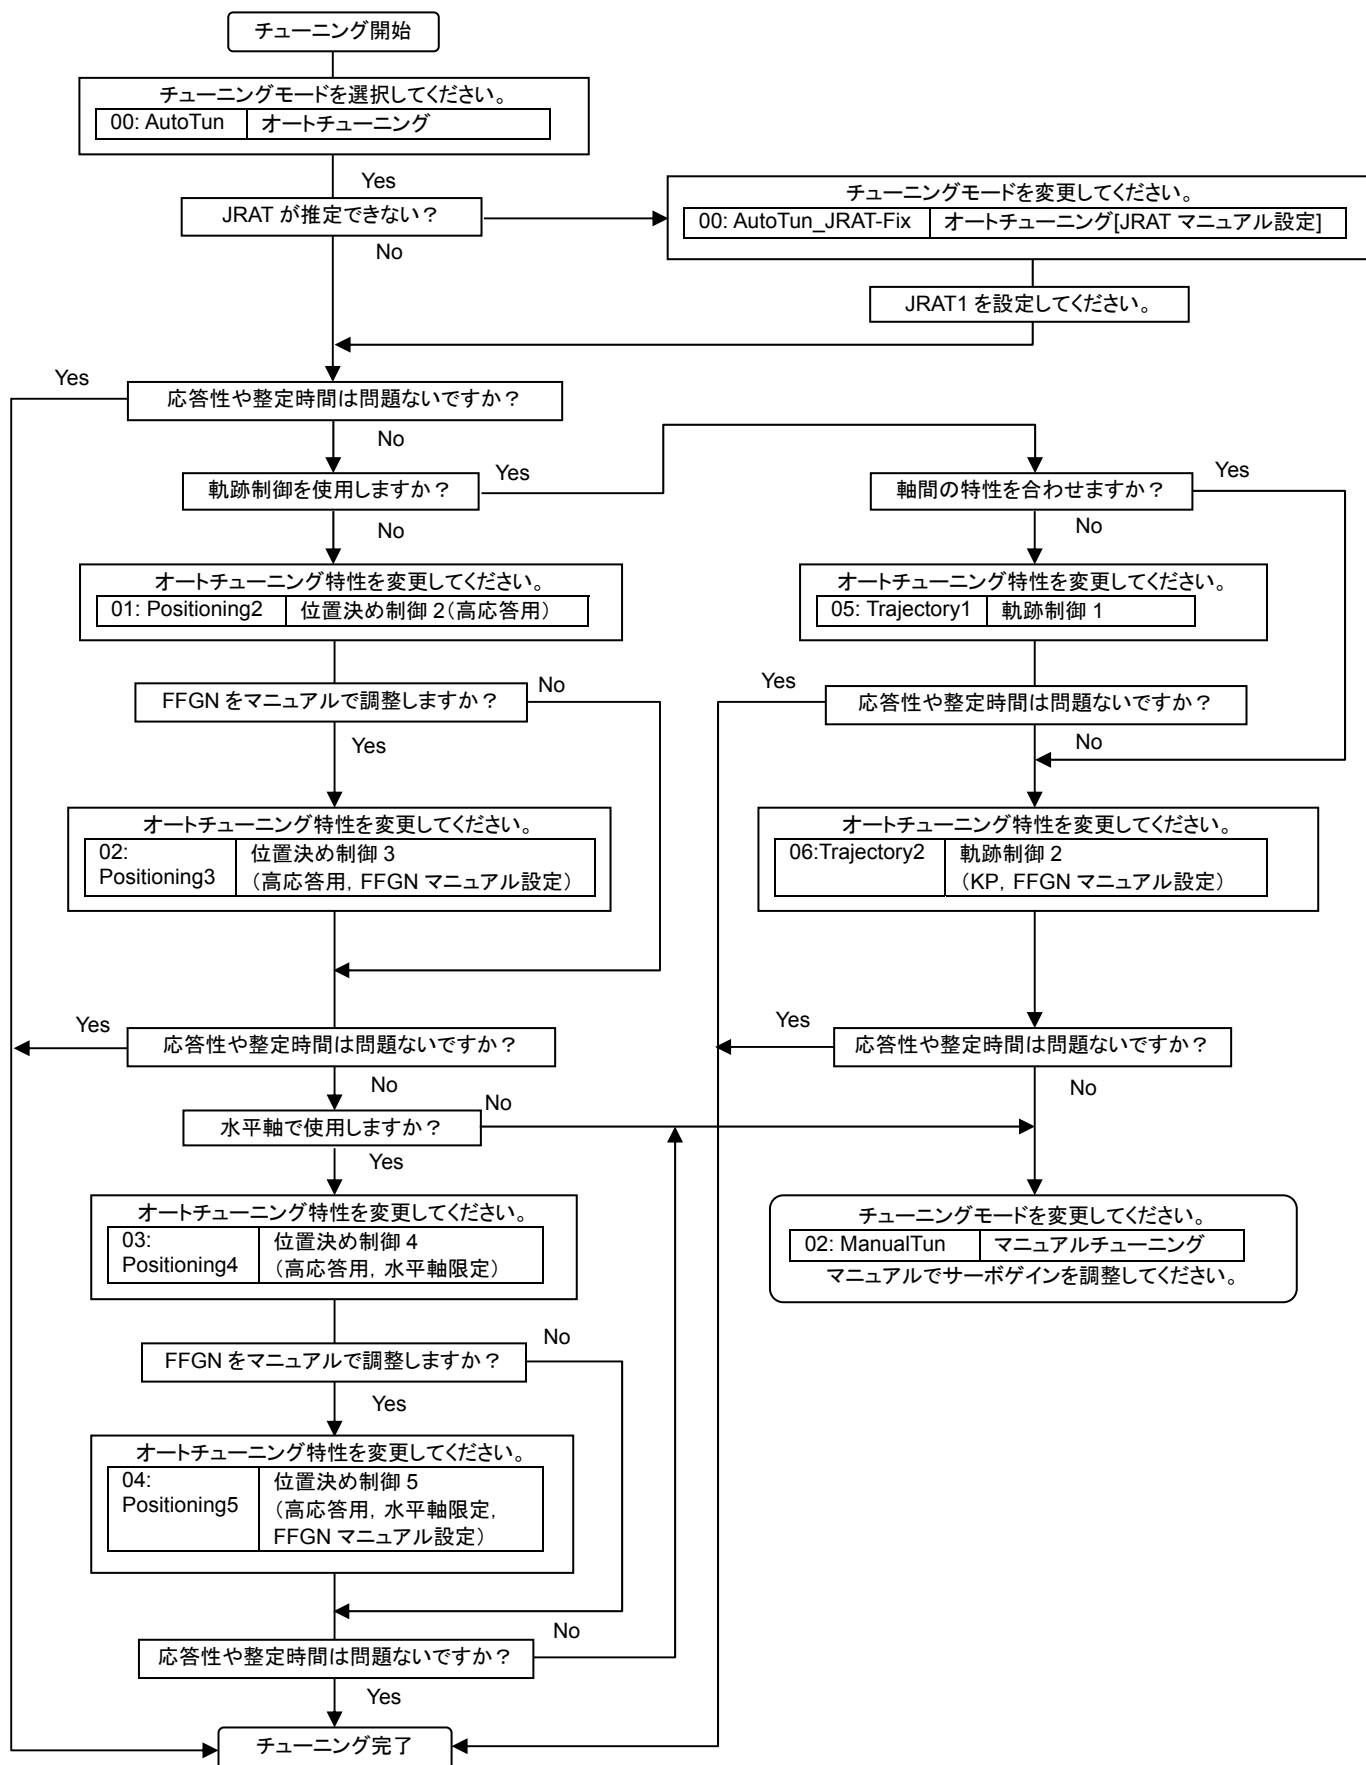 チューニング開始
チューニングモードを選択してください。
00: AutoTun オートチューニング
Yes
JRAT が推定できない？
No
チューニングモードを変更してください。
00: AutoTun_JRAT-Fix オートチューニング[JRAT マニュアル設定]
JRAT1 を設定してください。
Yes
応答性や整定時間は問題ないですか？
No
軌跡制御を使用しますか？
Yes
軸間の特性を合わせますか？
Yes
No
No
オートチューニング特性を変更してください。
01: Positioning2 位置決め制御 2（高応答用）
オートチューニング特性を変更してください。
05: Trajectory1 軌跡制御 1
FFGN をマニュアルで調整しますか？
No
Yes
Yes
応答性や整定時間は問題ないですか？
No
オートチューニング特性を変更してください。
02: 位置決め制御 3
Positioning3 （高応答用，FFGN マニュアル設定）
オートチューニング特性を変更してください。
06:Trajectory2 軌跡制御 2
（KP，FFGN マニュアル設定）
Yes
応答性や整定時間は問題ないですか？
No
Yes
応答性や整定時間は問題ないですか？
No
水平軸で使用しますか？
No
Yes
オートチューニング特性を変更してください。
03: 位置決め制御 4
Positioning4 （高応答用，水平軸限定）
チューニングモードを変更してください。
02: ManualTun マニュアルチューニング
マニュアルでサーボゲインを調整してください。
FFGN をマニュアルで調整しますか？
No
Yes
オートチューニング特性を変更してください。
04: 位置決め制御 5
Positioning5 （高応答用，水平軸限定，
FFGN マニュアル設定）
応答性や整定時間は問題ないですか？
No
Yes
チューニング完了